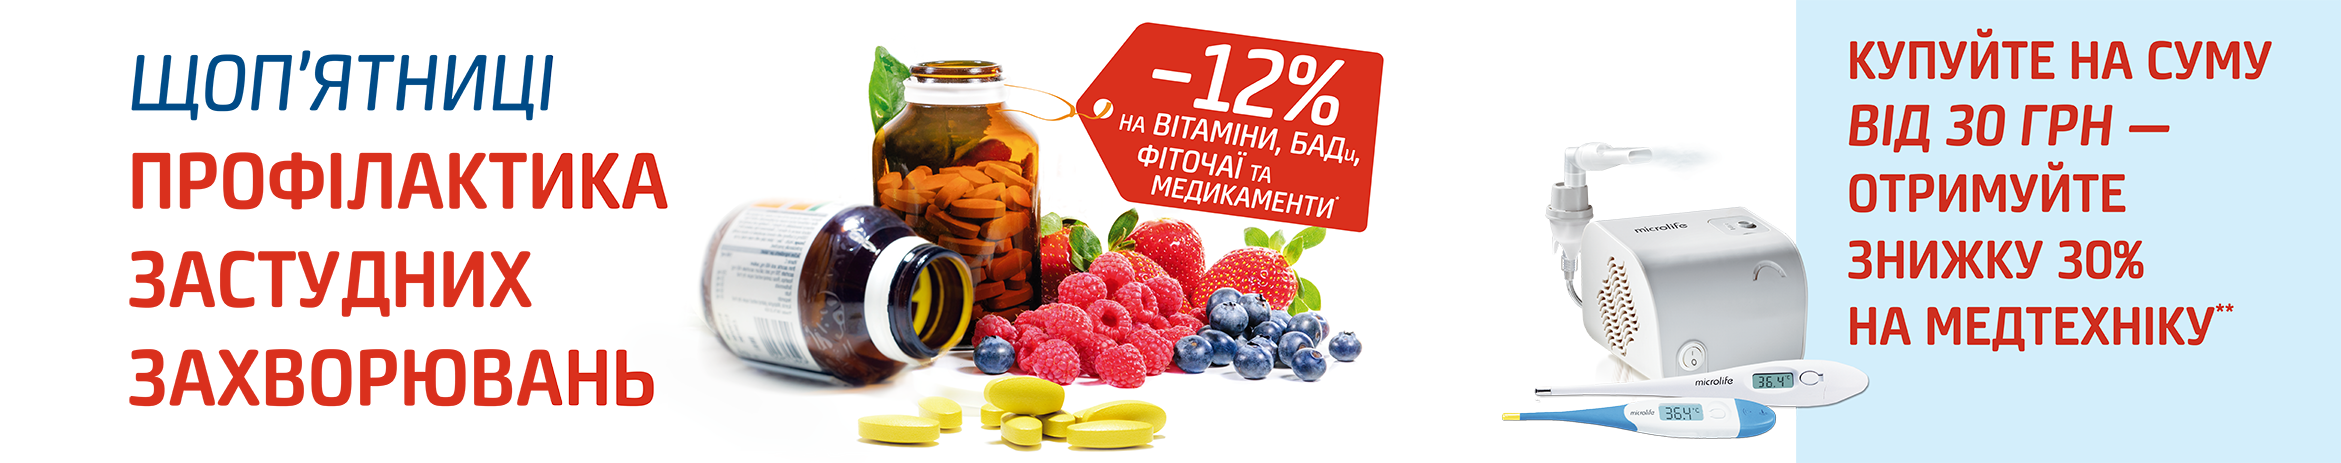 ЩОП’ЯТНИЦІ
ПРОФІЛАКТИКА
ЗАСТУДНИХ
ЗАХВОРЮВАНЬ
–12%
НА ВІТАМІНИ, БАДи,
ФІТОЧАЇ ТА
МЕДИКАМЕНТИ*
microlife
microlife 36.4°C
microlife 36.4°C
КУПУЙТЕ НА СУМУ
ВІД 30 ГРН —
ОТРИМУЙТЕ
ЗНИЖКУ 30%
НА МЕДТЕХНІКУ**